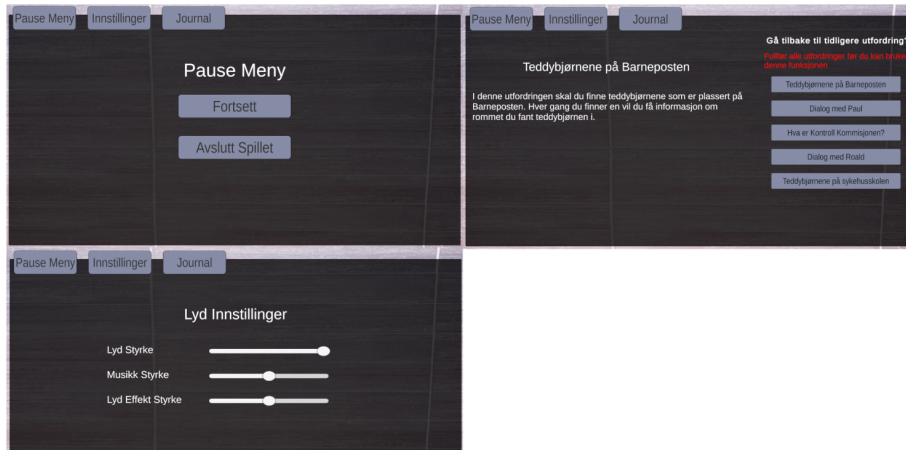 Pause Meny
Innstillinger
Journal
Pause Meny
Fortsett
Avslutt Spillet
Pause Meny
Innstillinger
Journal
Gå tilbake til tidligere utfordring?
Fullfør alle utfordringer før du kan bruke
denne funksjonen
Teddybjørnene på Barneposten
I denne utfordringen skal du finne teddybjørnene som er plassert på
Barneposten. Hver gang du finner en vil du få informasjon om
rommet du fant teddybjørnen i.
Teddybjørnene på Barneposten
Dialog med Paul
Hva er Kontroll Kommisjonen?
Dialog med Roald
Teddybjørnene på sykehusskolen
Pause Meny
Innstillinger
Journal
Lyd Innstillinger
Lyd Styrke
Musikk Styrke
Lyd Effekt Styrke